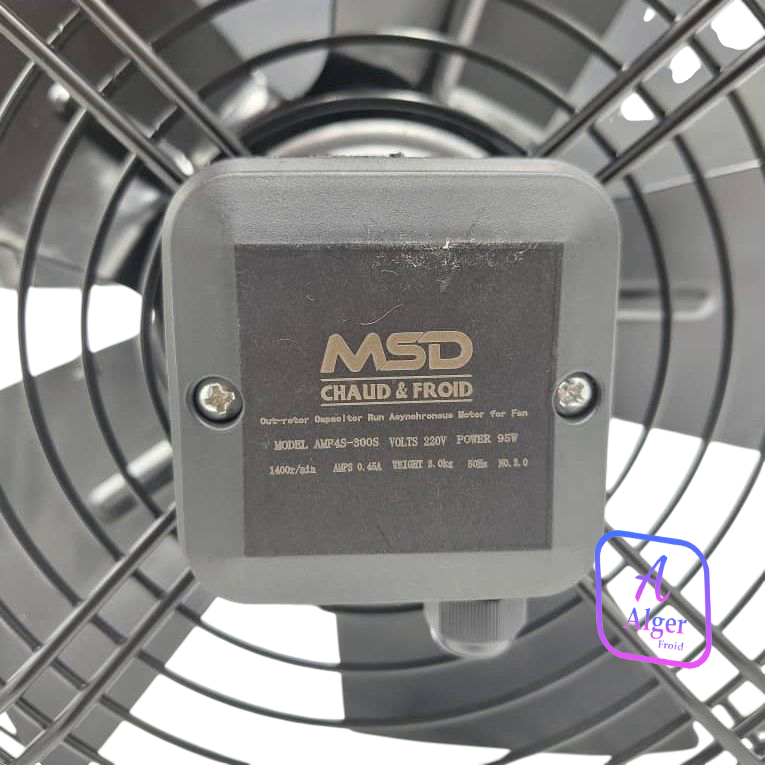 MSD
CHAUD & FROID
Out-rotor Capacitor Run Asynchronous Motor for Fan
MODEL AMF4S-300S VOLTS 220V POWER 95W
1400r/min AMPS 0.45A WEIGHT 3.0kg 50Hz NO.3.0
A
Alger
Froid